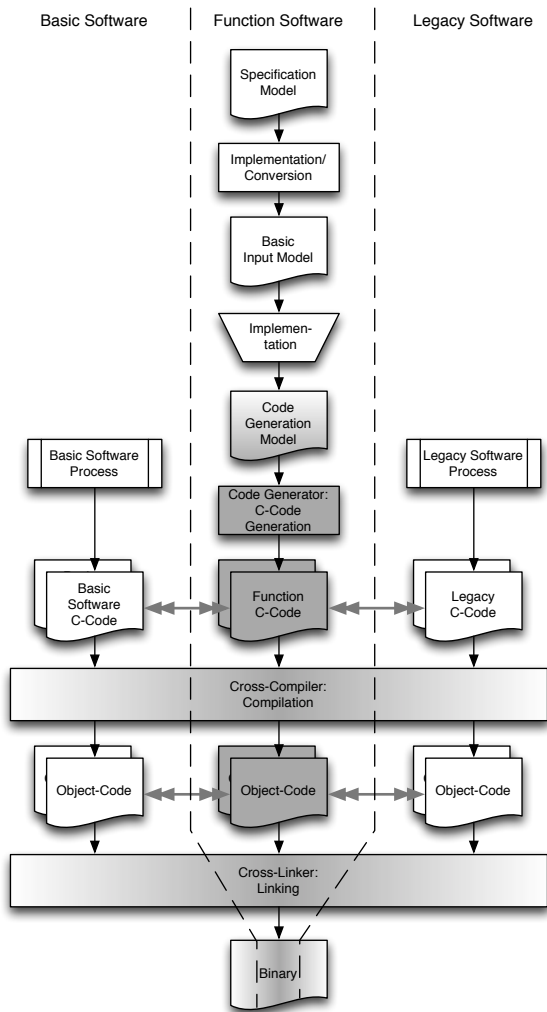 Basic Software
Function Software
Legacy Software
Specification
Model
Implementation/
Conversion
Basic
Input Model
Implemen-
tation
Code
Generation
Model
Basic Software
Process
Legacy Software
Process
Code Generator:
C-Code
Generation
Basic
Software
C-Code
Function
C-Code
Legacy
C-Code
Cross-Compiler:
Compilation
Object-Code
Object-Code
Object-Code
Cross-Linker:
Linking
Binary